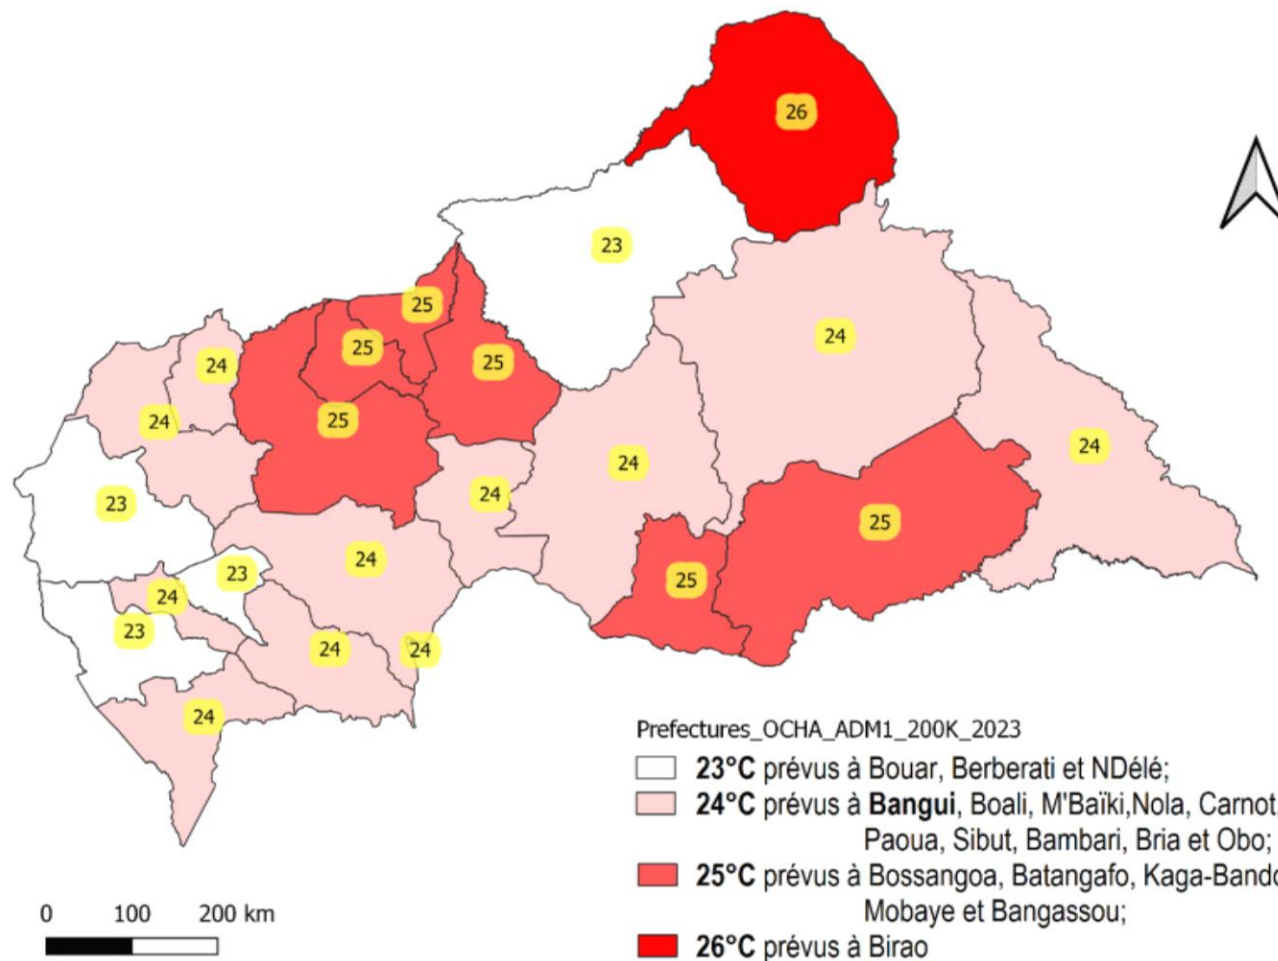 26
23
25
25
25
24
24
24
25
24
24
23
24
25
24
23
25
24
23
24
24
24
Prefectures_OCHA_ADM1_200K_2023
23°C prévus à Bouar, Berberati et NDélé;
24°C prévus à Bangui, Boali, M'Baïki,Nola, Carnot,
Paoua, Sibut, Bambari, Bria et Obo;
25°C prévus à Bossangoa, Batangafo, Kaga-Bando
Mobaye et Bangassou;
0 100 200 km
26°C prévus à Birao